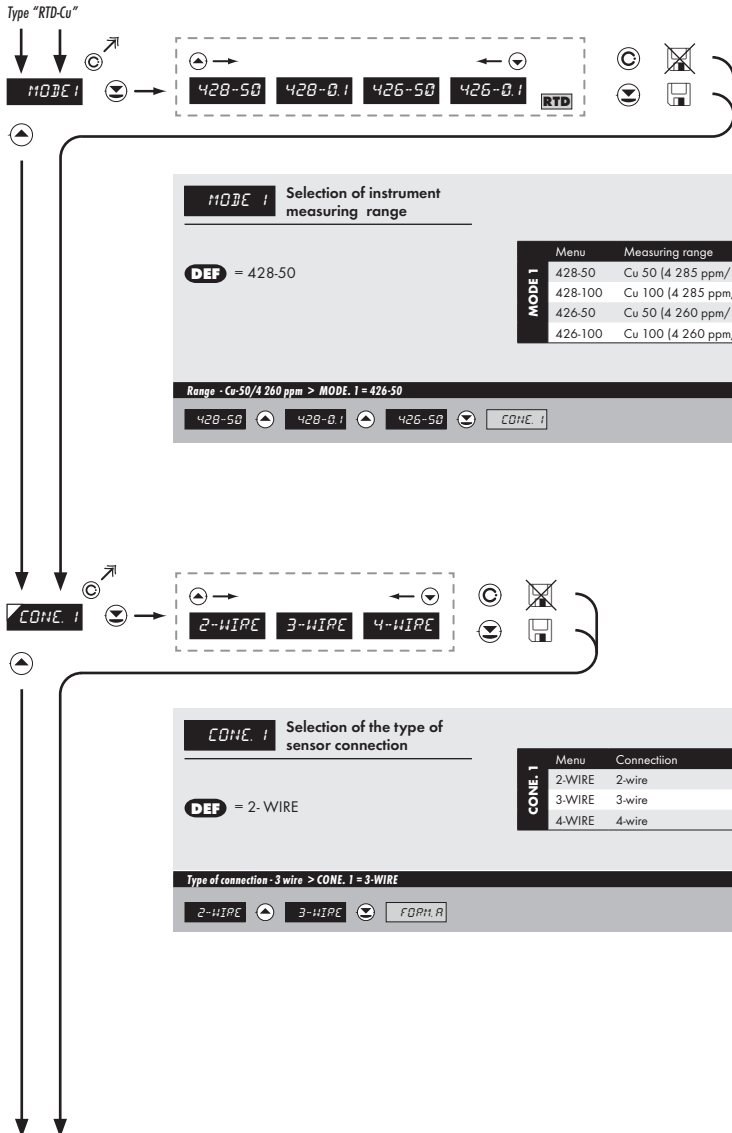 Type "RTD-Cu"
MODE1
428-50 428-0.1 426-50 426-0.1 RTD
MODE 1 Selection of instrument
measuring range
DEF = 428-50
MODE 1
Menu Measuring range
428-50 Cu 50 (4 285 ppm/
428-100 Cu 100 (4 285 ppm/
426-50 Cu 50 (4 260 ppm/
426-100 Cu 100 (4 260 ppm/
Range - Cu-50/4 260 ppm > MODE. 1 = 426-50
428-50 428-0.1 426-50 CONE. 1
CONE. 1
2-WIRE 3-WIRE 4-WIRE
CONE. 1 Selection of the type of
sensor connection
DEF = 2- WIRE
CONE. 1
Menu Connectiion
2-WIRE 2-wire
3-WIRE 3-wire
4-WIRE 4-wire
Type of connection - 3 wire > CONE. 1 = 3-WIRE
2-WIRE 3-WIRE FORM. A